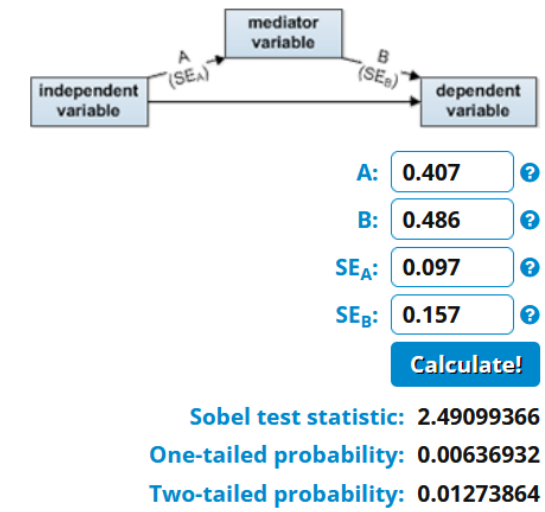 mediator
variable
A
(SEA)
B
(SEB)
independent
variable
dependent
variable
A: 0.407 ?
B: 0.486 ?
SEA: 0.097 ?
SEB: 0.157 ?
Calculate!
Sobel test statistic: 2.49099366
One-tailed probability: 0.00636932
Two-tailed probability: 0.01273864